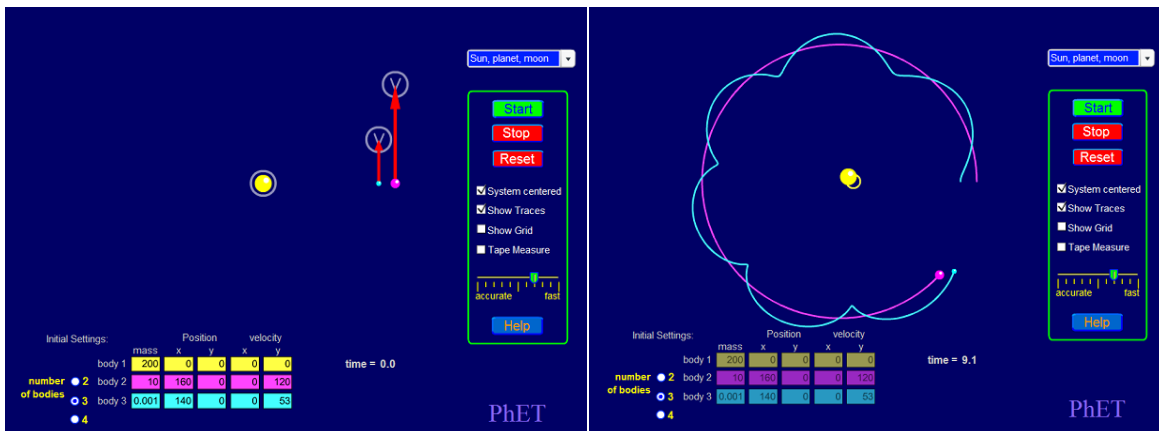 Sun, planet, moon
V
V
Start
Stop
Reset
System centered
Show Traces
Show Grid
Tape Measure
accurate fast
Help
Initial Settings: Position velocity
mass x y x y
body 1 200 0 0 0 0
number of bodies
2 body 2 10 160 0 0 120
3 body 3 0.001 140 0 0 53
4
time = 0.0
PhET
Sun, planet, moon
Start
Stop
Reset
System centered
Show Traces
Show Grid
Tape Measure
accurate fast
Help
Initial Settings: Position velocity
mass x y x y
body 1 200 0 0 0 0
number of bodies
2 body 2 10 160 0 0 120
3 body 3 0.001 140 0 0 53
4
time = 9.1
PhET